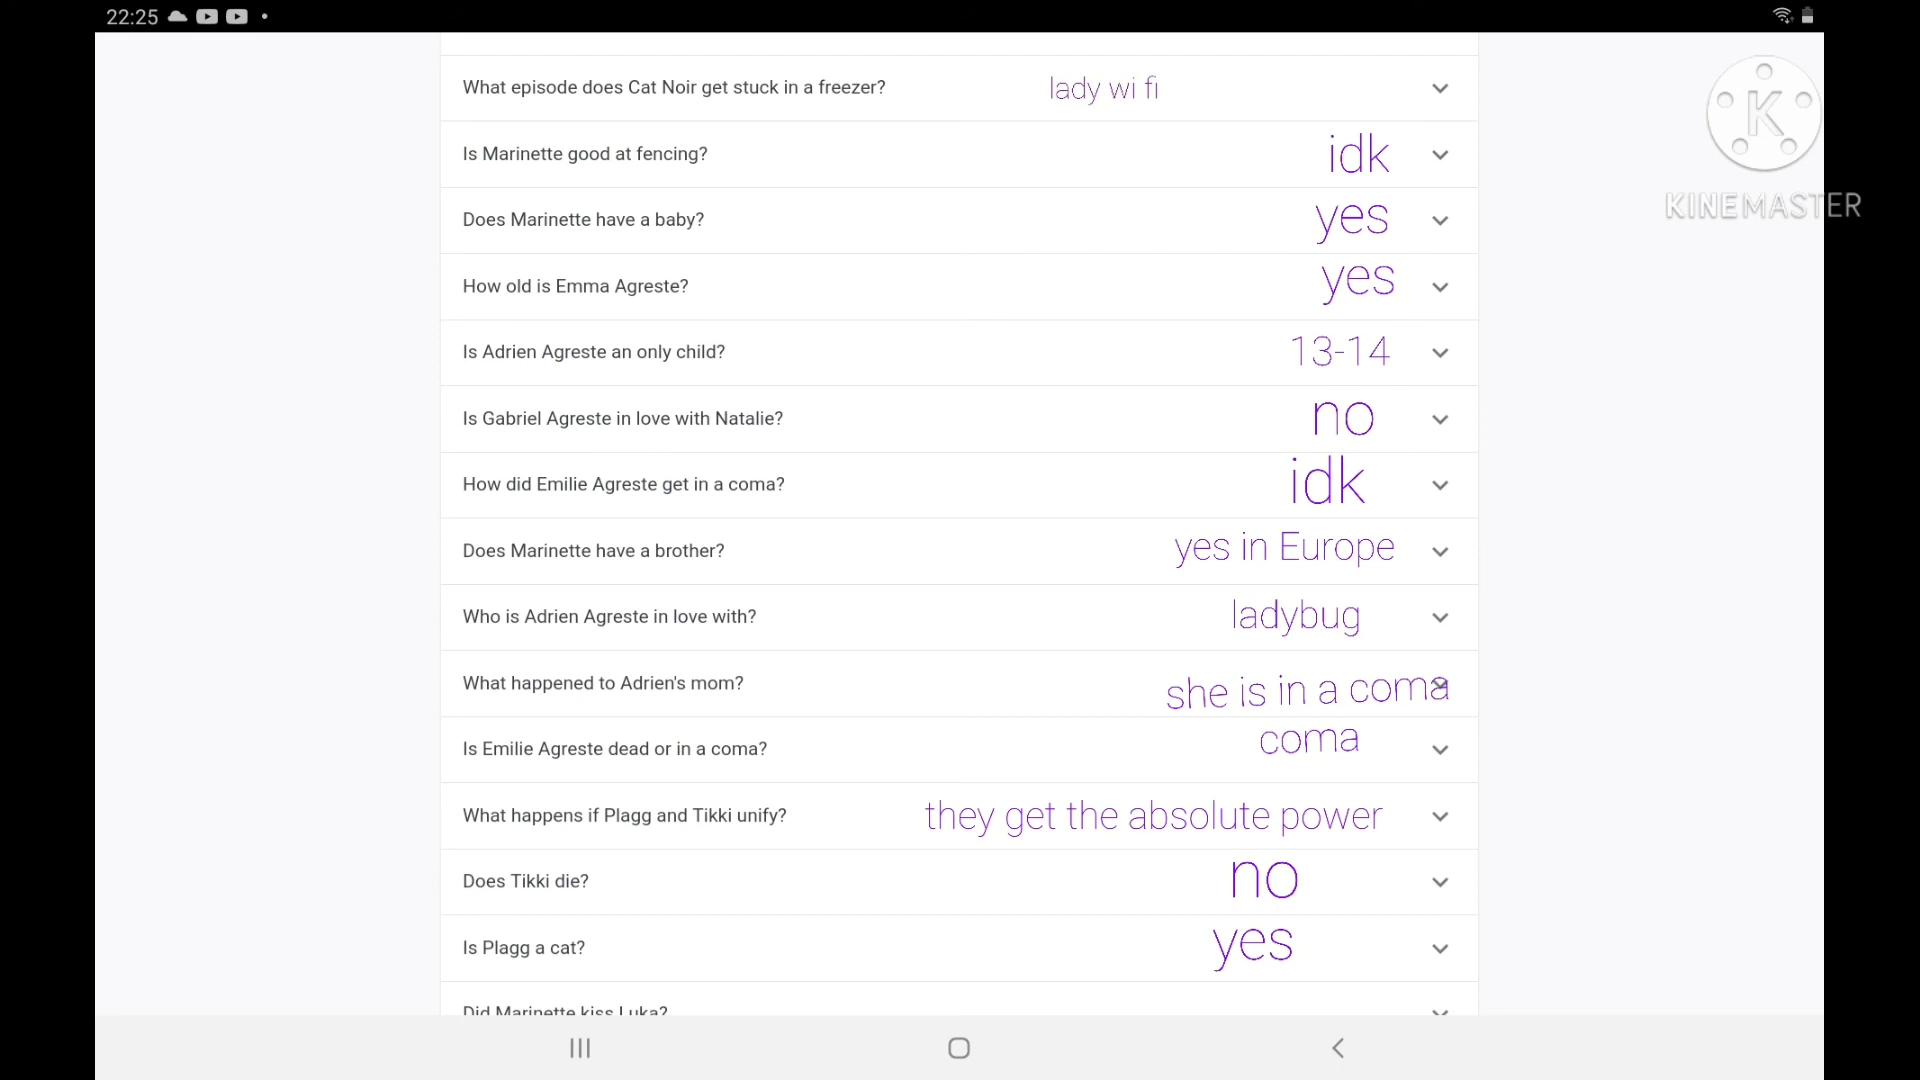 22:25
What episode does Cat Noir get stuck in a freezer? lady wi fi
K
Is Marinette good at fencing? idk
KINEMASTER
Does Marinette have a baby? yes
How old is Emma Agreste? yes
Is Adrien Agreste an only child? 13-14
Is Gabriel Agreste in love with Natalie? no
How did Emilie Agreste get in a coma? idk
Does Marinette have a brother? yes in Europe
Who is Adrien Agreste in love with? ladybug
What happened to Adrien's mom? she is in a coma
Is Emilie Agreste dead or in a coma? coma
What happens if Plagg and Tikki unify? they get the absolute power
Does Tikki die? no
Is Plagg a cat? yes
Did Marinette kiss Luka?